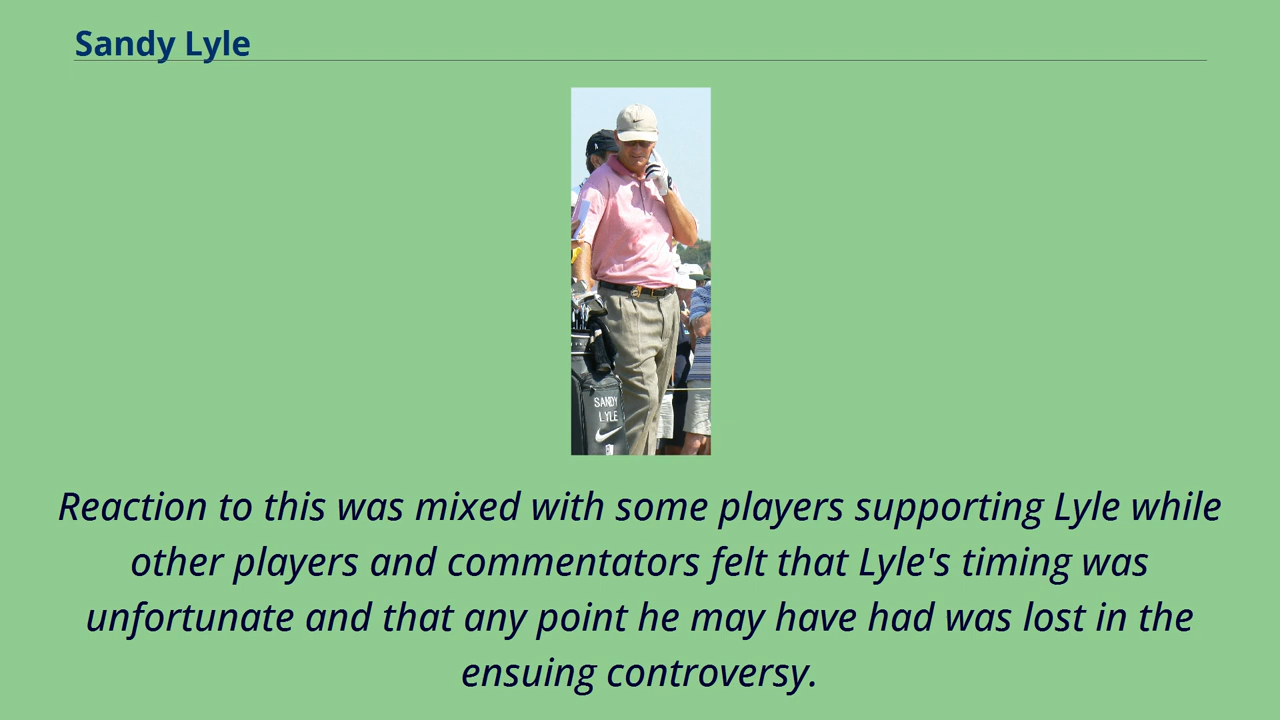 Sandy Lyle
SANDY
LYLE
Reaction to this was mixed with some players supporting Lyle while
other players and commentators felt that Lyle's timing was
unfortunate and that any point he may have had was lost in the
ensuing controversy.